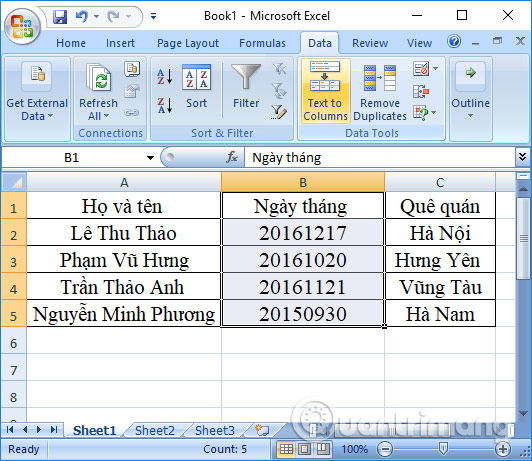 Book1 - Microsoft Excel
Home Insert Page Layout Formulas Data Review View
Get External Data
Refresh All
Connections
Sort
Filter
Sort & Filter
Text to Columns
Remove Duplicates
Data Tools
Outline
B1 fx Ngày tháng
A B C
1 Họ và tên Ngày tháng Quê quán
2 Lê Thu Thảo 20161217 Hà Nội
3 Phạm Vũ Hưng 20161020 Hưng Yên
4 Trần Thảo Anh 20161121 Vũng Tàu
5 Nguyễn Minh Phương 20150930 Hà Nam
6
7
8
Sheet1 Sheet2 Sheet3
Quantrimang
Ready Count: 5 100%